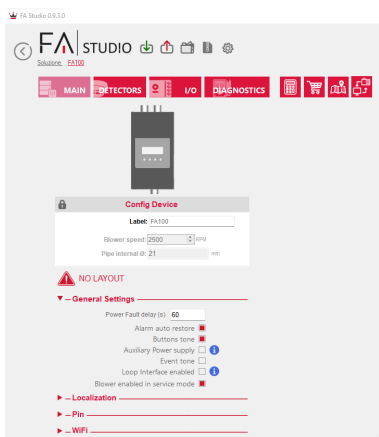 FA Studio 0.9.3.0
FA STUDIO
Soluzione FA100
MAIN DETECTORS I/O DIAGNOSTICS
Config Device
Label: FA100
Blower speed: 2500 RPM
Pipe internal Ø: 21 mm
NO LAYOUT
General Settings
Power Fault delay (s) 60
Alarm auto restore
Buttons tone
Auxiliary Power supply
Event tone
Loop Interface enabled
Blower enabled in service mode
Localization
Pin
WiFi